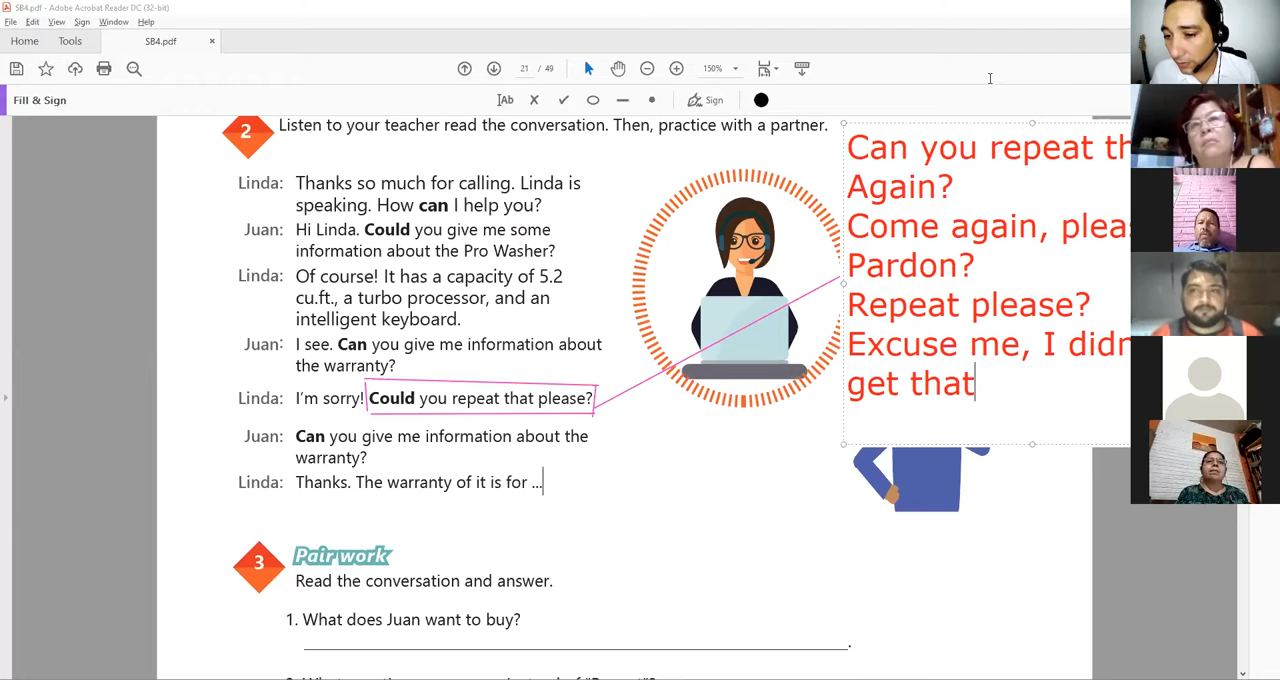 SB4.pdf - Adobe Acrobat Reader DC (32-bit)
File Edit View Sign Window Help
Home Tools SB4.pdf ×
21 / 49 150%
Fill & Sign
Ab Sign
2 Listen to your teacher read the conversation. Then, practice with a partner.
Linda: Thanks so much for calling. Linda is
speaking. How can I help you?
Juan: Hi Linda. Could you give me some
information about the Pro Washer?
Linda: Of course! It has a capacity of 5.2
cu.ft., a turbo processor, and an
intelligent keyboard.
Juan: I see. Can you give me information about
the warranty?
Linda: I'm sorry! Could you repeat that please?
Juan: Can you give me information about the
warranty?
Linda: Thanks. The warranty of it is for ...
Can you repeat th
Again?
Come again, pleas
Pardon?
Repeat please?
Excuse me, I didn
get that
3 Pair work
Read the conversation and answer.
1. What does Juan want to buy?